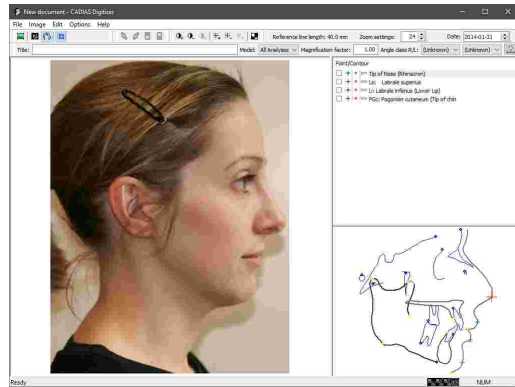 New document - CADIAS Digitizer
File Image Edit Options Help
Reference line length: 40.0 mm Zoom settings: 24 Date: 2014-01-31
Title: Model: All Analyses Magnification factor: 1.00 Angle class R/L: (Unknown) (Unknown)
Point/Contour
Tip of Nose (Rhinacron)
Ls: Labrale superius
Li: Labrale inferius (Lower Lip)
PGc: Pogonion cutaneum (Tip of chin
Ready NUM